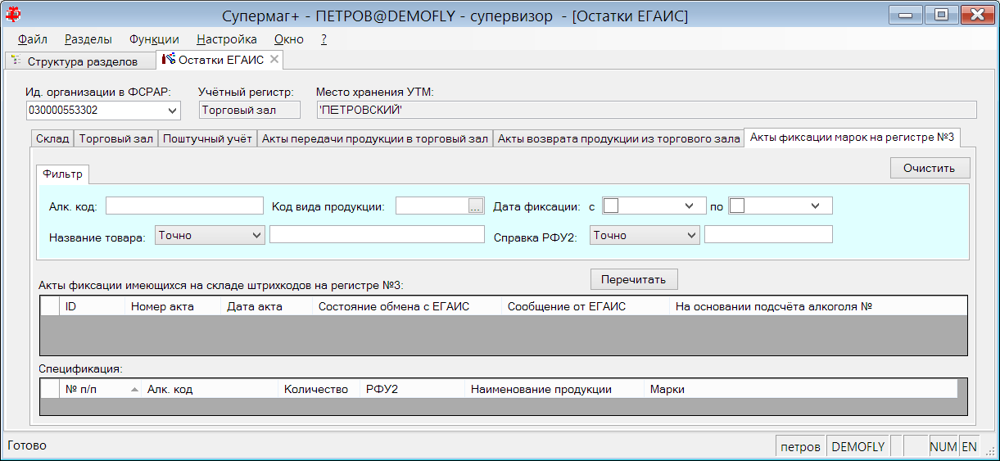 Супермаг+ - ПЕТРОВ@DEMOFLY - супервизор - [Остатки ЕГАИС]
Файл Разделы Функции Настройка Окно ?
Структура разделов Остатки ЕГАИС
Ид. организации в ФСРАР: Учётный регистр: Место хранения УТМ:
030000553302 Торговый зал 'ПЕТРОВСКИЙ'
Склад Торговый зал Поштучный учёт Акты передачи продукции в торговый зал Акты возврата продукции из торгового зала Акты фиксации марок на регистре №3
Очистить
Фильтр
Алк. код: Код вида продукции: ... Дата фиксации: с по
Название товара: Точно Справка РФУ2: Точно
Перечитать
Акты фиксации имеющихся на складе штрихкодов на регистре №3:
ID Номер акта Дата акта Состояние обмена с ЕГАИС Сообщение от ЕГАИС На основании подсчёта алкоголя №
Спецификация:
№ п/п Алк. код Количество РФУ2 Наименование продукции Марки
Готово петров DEMOFLY NUM EN